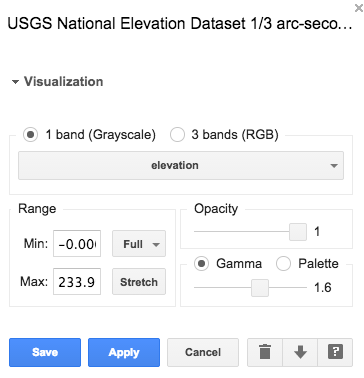 USGS National Elevation Dataset 1/3 arc-seco...
Visualization
1 band (Grayscale) 3 bands (RGB)
elevation
Range
Min: -0.00 Full
Max: 233.9 Stretch
Opacity
1
Gamma Palette
1.6
Save Apply Cancel ?